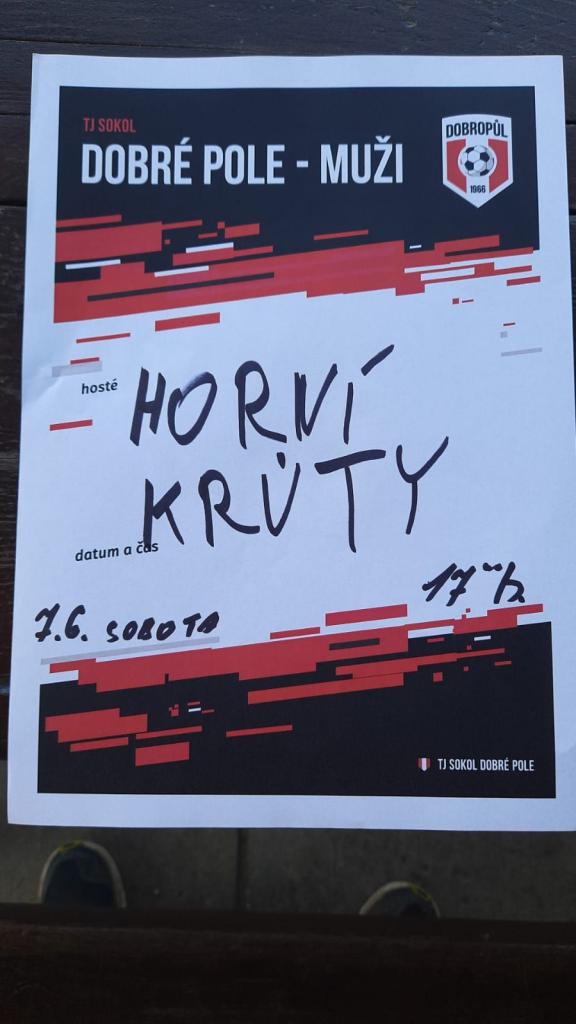 TJ SOKOL
DOBRÉ POLE - MUŽI
DOBROPŮL
1966
hosté
HORNÍ
KRŮTY
datum a čas
7.6. SOBOTA
17 h
TJ SOKOL DOBRÉ POLE